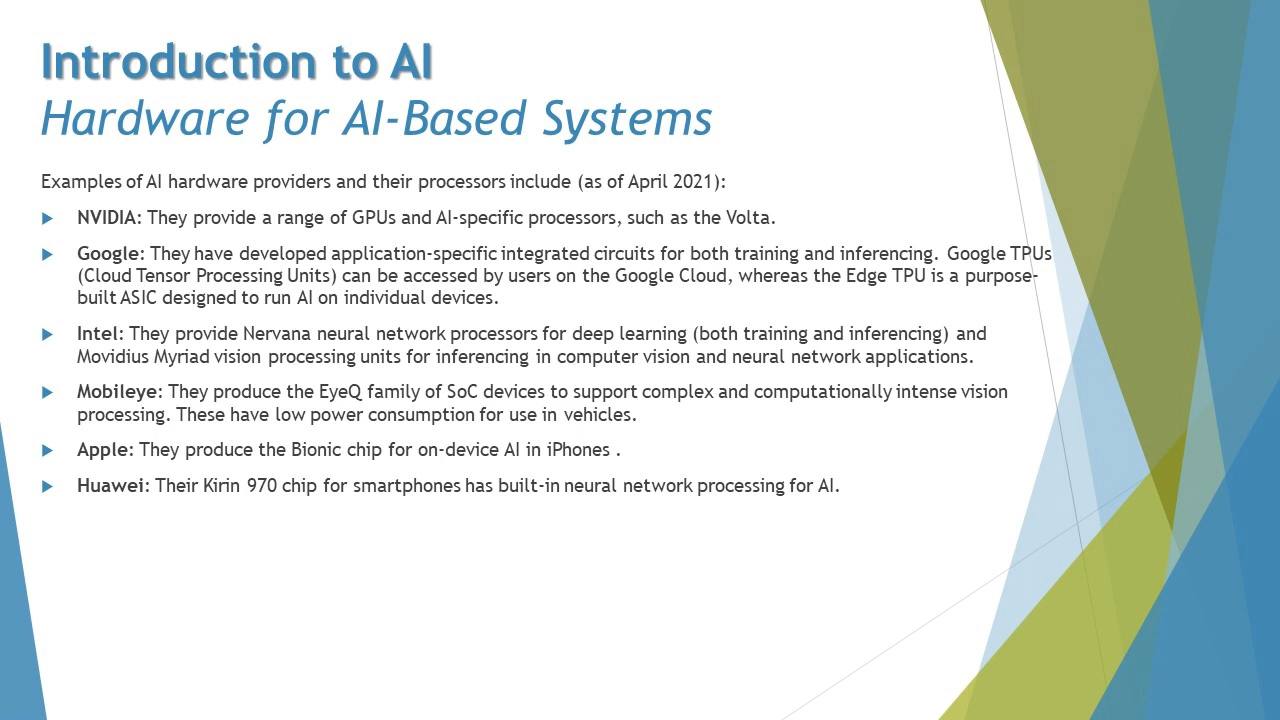 Introduction to AI
Hardware for AI-Based Systems
Examples of AI hardware providers and their processors include (as of April 2021):
NVIDIA: They provide a range of GPUs and AI-specific processors, such as the Volta.
Google: They have developed application-specific integrated circuits for both training and inferencing. Google TPUs
(Cloud Tensor Processing Units) can be accessed by users on the Google Cloud, whereas the Edge TPU is a purpose-
built ASIC designed to run AI on individual devices.
Intel: They provide Nervana neural network processors for deep learning (both training and inferencing) and
Movidius Myriad vision processing units for inferencing in computer vision and neural network applications.
Mobileye: They produce the EyeQ family of SoC devices to support complex and computationally intense vision
processing. These have low power consumption for use in vehicles.
Apple: They produce the Bionic chip for on-device AI in iPhones .
Huawei: Their Kirin 970 chip for smartphones has built-in neural network processing for AI.